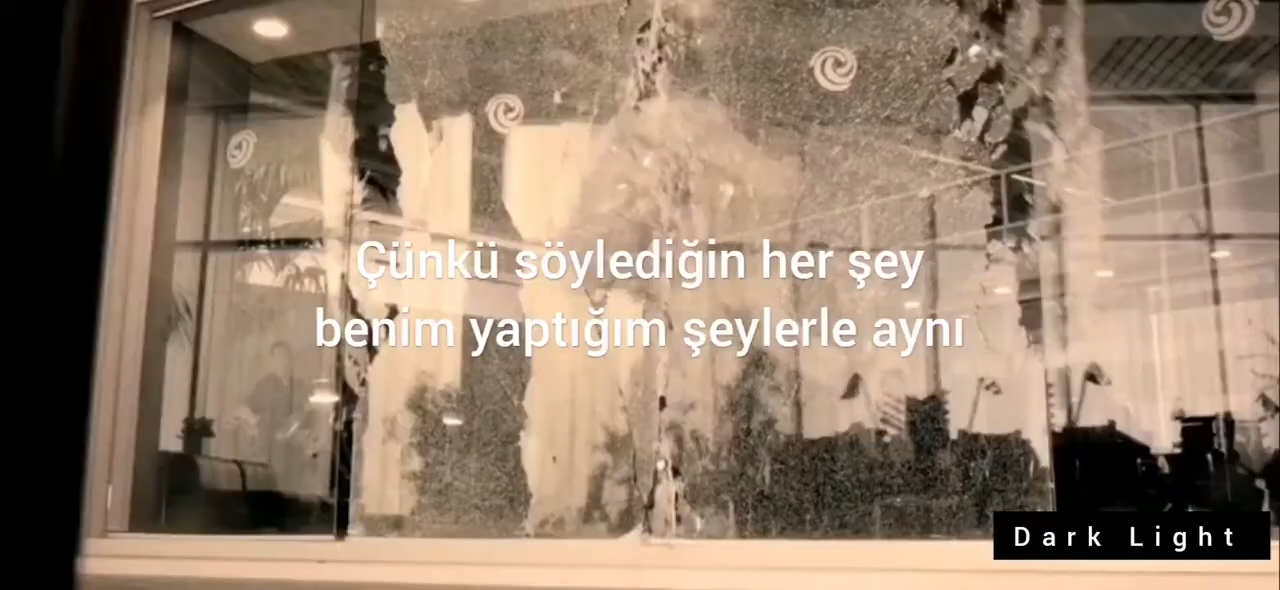 Çünkü söylediğin her şey
benim yaptığım şeylerle aynı
Dark Light